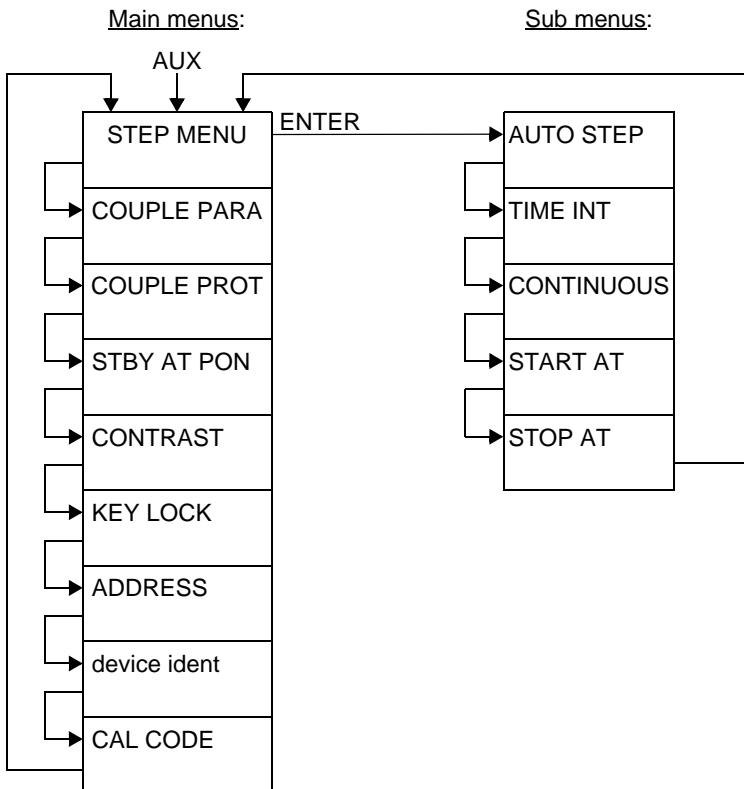 Main menus:
Sub menus:
AUX
STEP MENU
ENTER
AUTO STEP
COUPLE PARA
TIME INT
COUPLE PROT
CONTINUOUS
STBY AT PON
START AT
CONTRAST
STOP AT
KEY LOCK
ADDRESS
device ident
CAL CODE